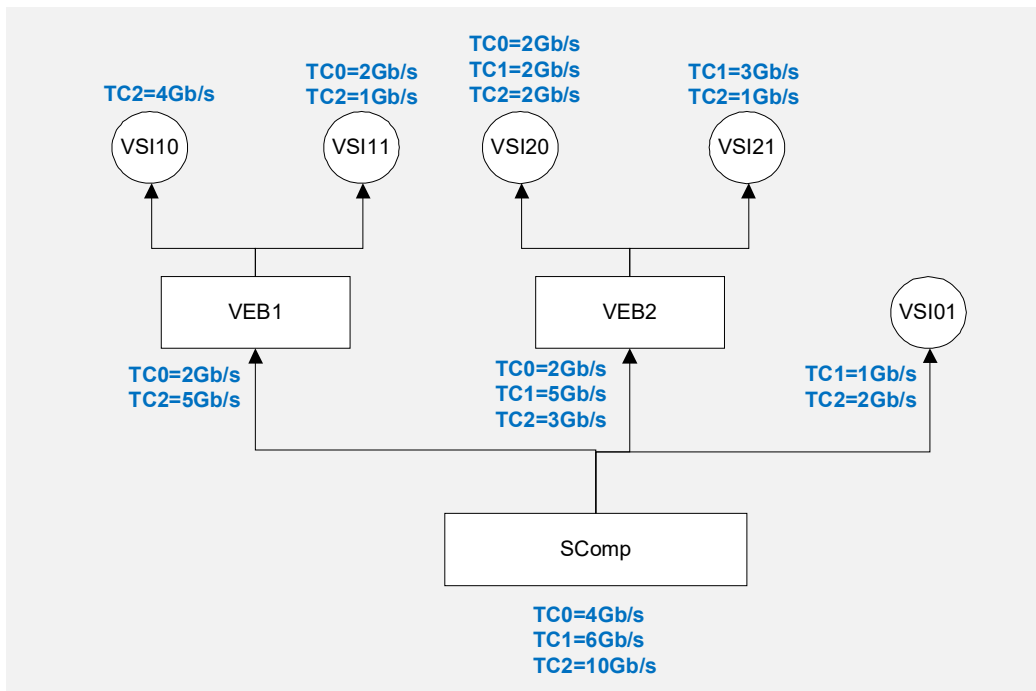 TC2=4Gb/s
TC0=2Gb/s
TC2=1Gb/s
TC0=2Gb/s
TC1=2Gb/s
TC2=2Gb/s
TC1=3Gb/s
TC2=1Gb/s
VSI10
VSI11
VSI20
VSI21
VEB1
VEB2
VSI01
TC0=2Gb/s
TC2=5Gb/s
TC0=2Gb/s
TC1=5Gb/s
TC2=3Gb/s
TC1=1Gb/s
TC2=2Gb/s
SComp
TC0=4Gb/s
TC1=6Gb/s
TC2=10Gb/s